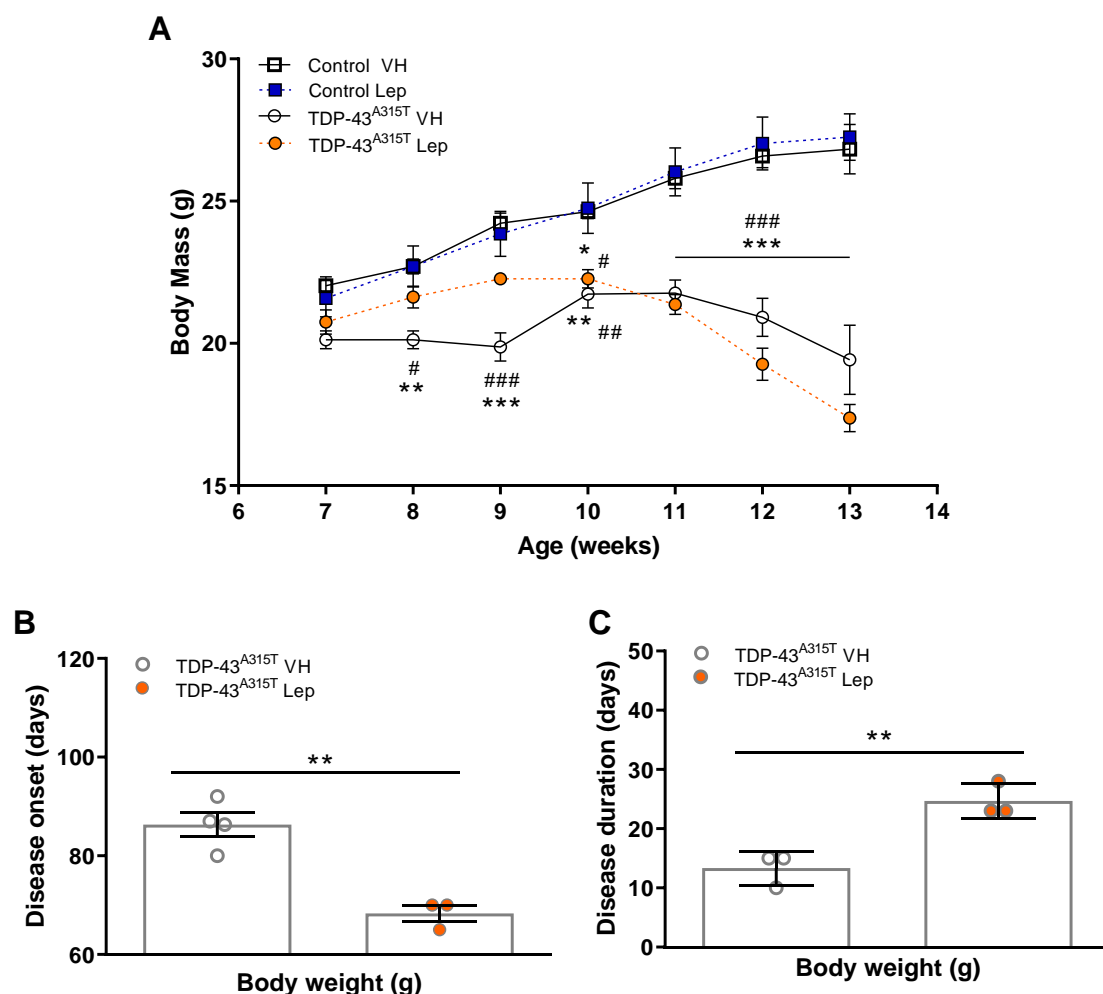 A
Control VH
Control Lep
TDP-43A315T VH
TDP-43A315T Lep
Body Mass (g)
30
25
20
15
###
***
*
#
** ##
#
**
###
***
6 7 8 9 10 11 12 13 14
Age (weeks)
B
TDP-43A315T VH
TDP-43A315T Lep
Disease onset (days)
120
100
80
60
**
Body weight (g)
C
TDP-43A315T VH
TDP-43A315T Lep
Disease duration (days)
50
40
30
20
10
0
**
Body weight (g)